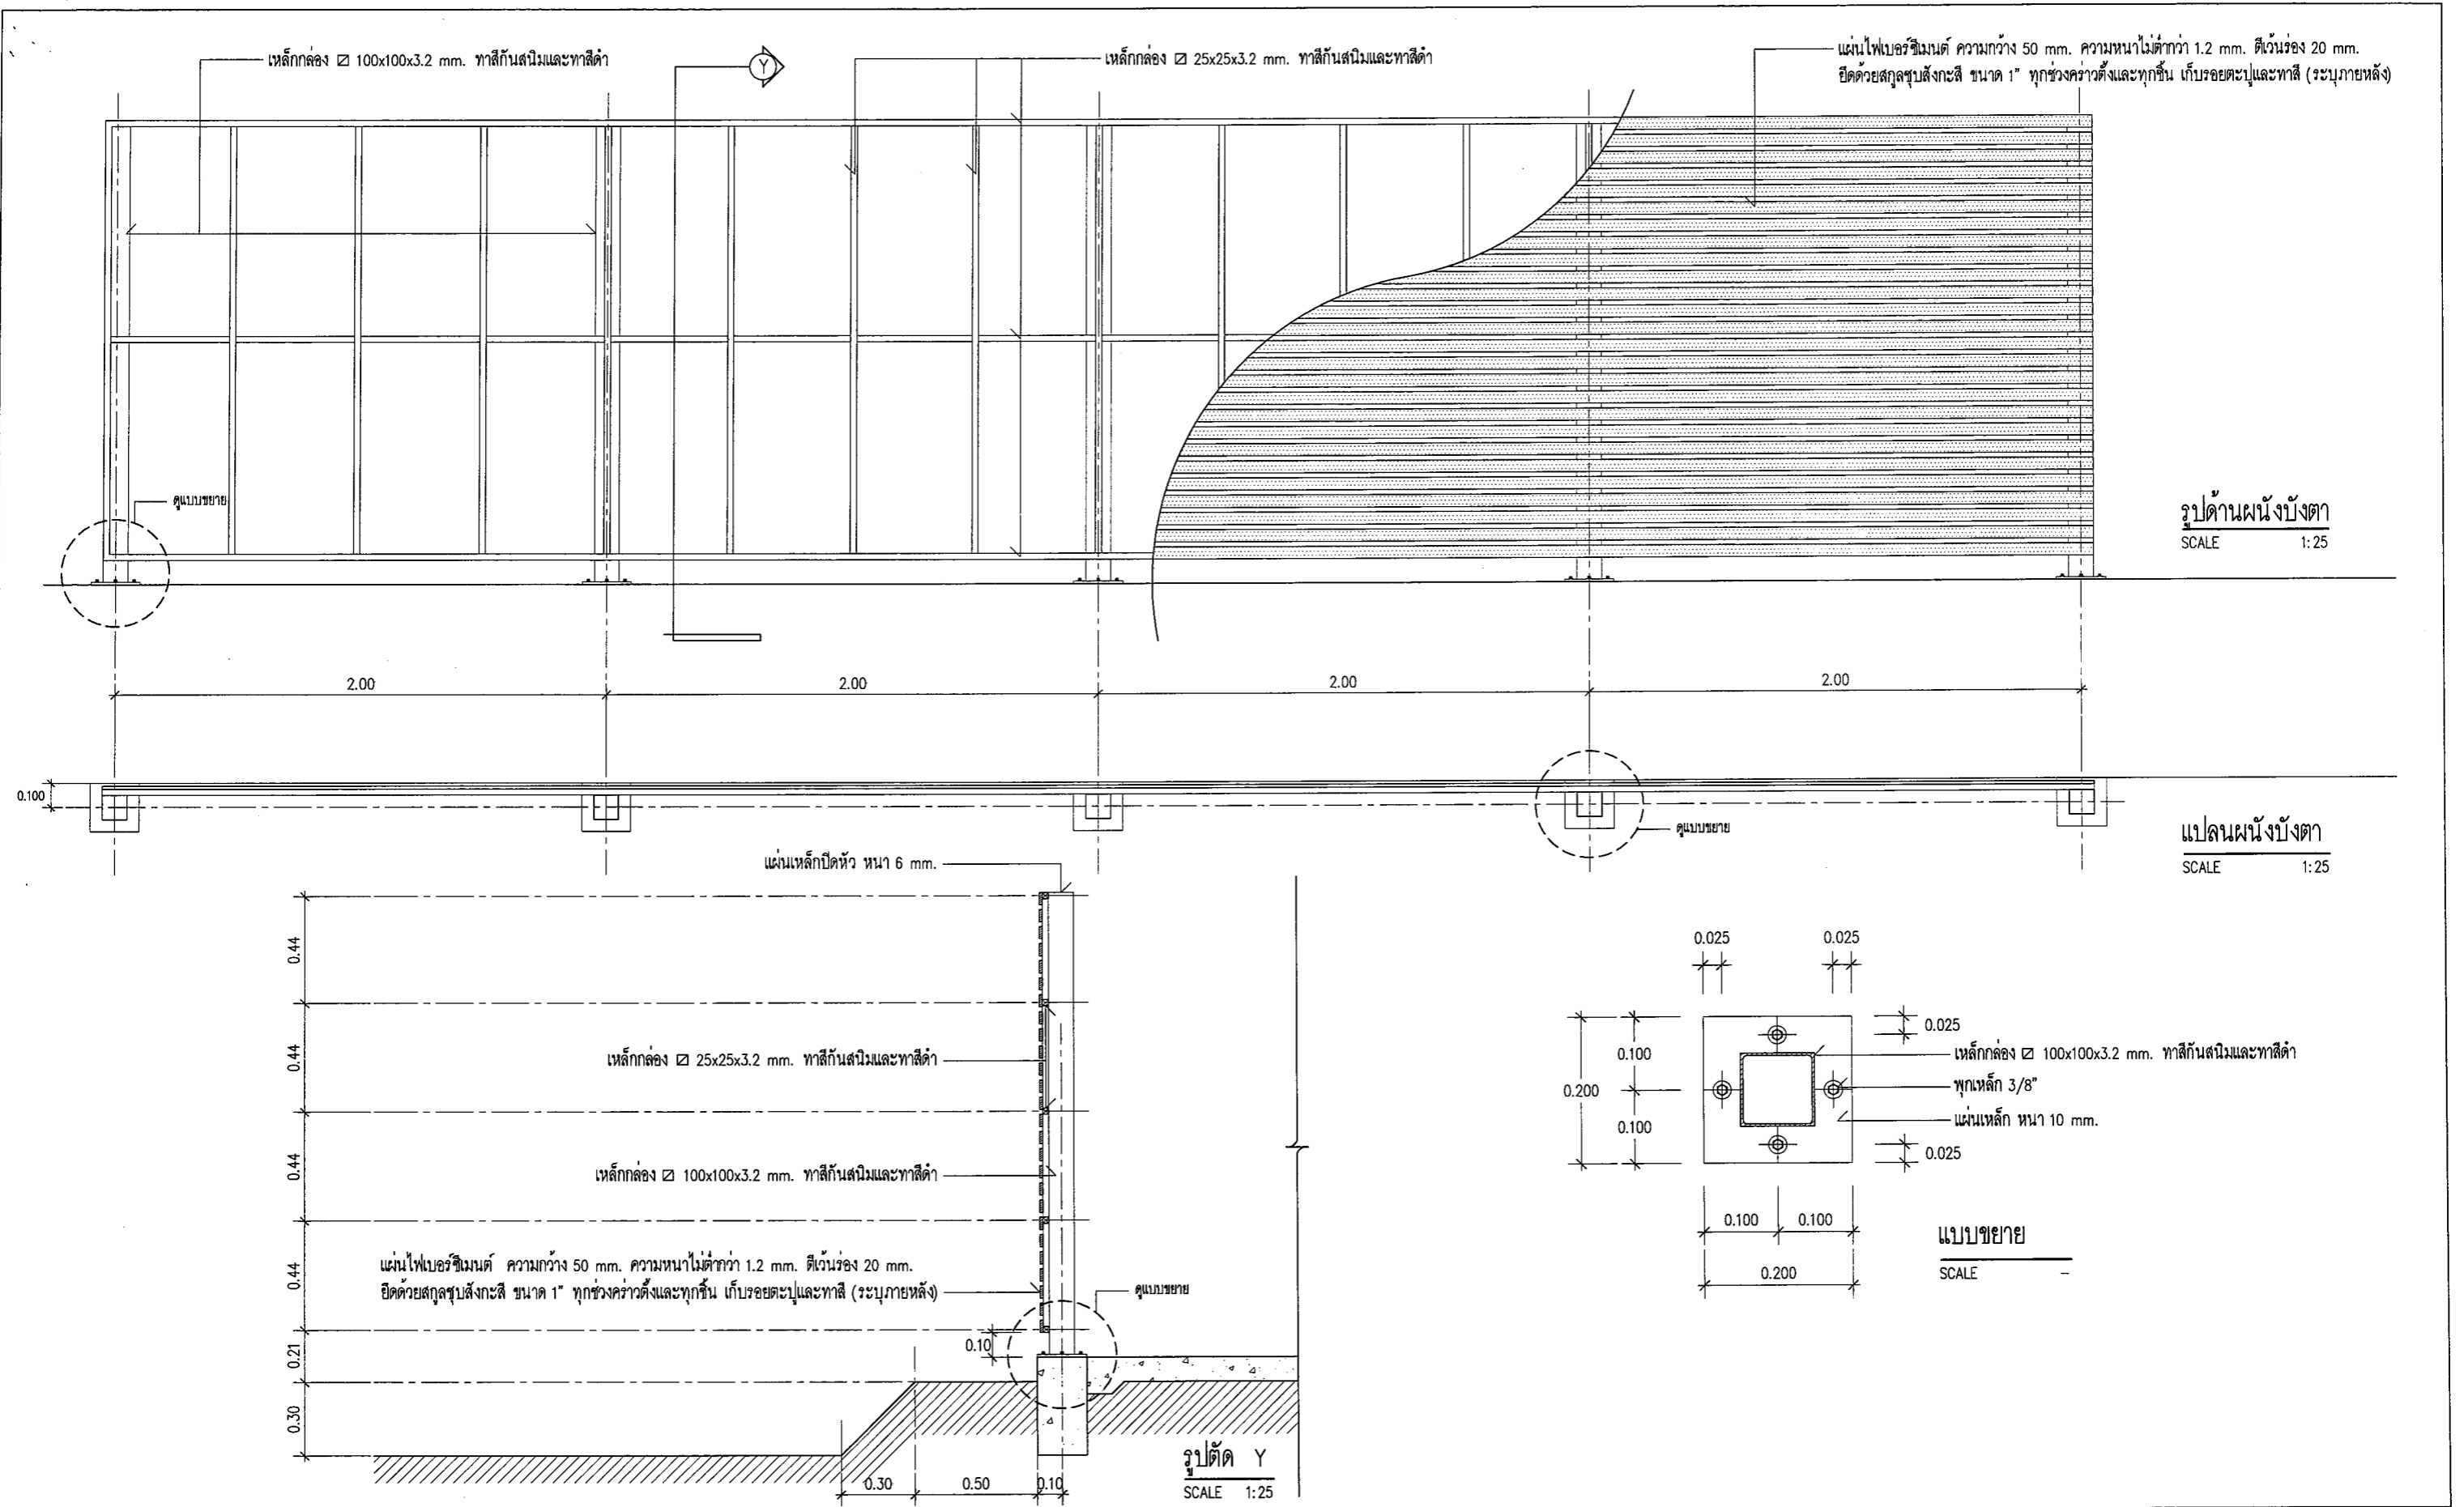 เหล็กกล่อง ⍁ 100x100x3.2 mm. ทาสีกันสนิมและทาสีดำ
Y
เหล็กกล่อง ⍁ 25x25x3.2 mm. ทาสีกันสนิมและทาสีดำ
แผ่นไฟเบอร์ซีเมนต์ ความกว้าง 50 mm. ความหนาไม่ต่ำกว่า 1.2 mm. ตีเว้นร่อง 20 mm.
ยึดด้วยสกูลชุบสังกะสี ขนาด 1" ทุกช่วงคร่าวตั้งและทุกชิ้น เก็บรอยตะปูและทาสี (ระบุภายหลัง)
ดูแบบขยาย
รูปด้านผนังบังตา
SCALE 1:25
2.00
2.00
2.00
2.00
0.100
ดูแบบขยาย
แปลนผนังบังตา
SCALE 1:25
แผ่นเหล็กปิดหัว หนา 6 mm.
0.44
0.44
0.44
0.44
0.21
0.30
เหล็กกล่อง ⍁ 25x25x3.2 mm. ทาสีกันสนิมและทาสีดำ
เหล็กกล่อง ⍁ 100x100x3.2 mm. ทาสีกันสนิมและทาสีดำ
แผ่นไฟเบอร์ซีเมนต์ ความกว้าง 50 mm. ความหนาไม่ต่ำกว่า 1.2 mm. ตีเว้นร่อง 20 mm.
ยึดด้วยสกูลชุบสังกะสี ขนาด 1" ทุกช่วงคร่าวตั้งและทุกชิ้น เก็บรอยตะปูและทาสี (ระบุภายหลัง)
ดูแบบขยาย
0.10
0.30
0.50
0.10
รูปตัด Y
SCALE 1:25
0.025
0.025
0.025
0.100
0.200
0.100
0.025
เหล็กกล่อง ⍁ 100x100x3.2 mm. ทาสีกันสนิมและทาสีดำ
พุกเหล็ก 3/8"
แผ่นเหล็ก หนา 10 mm.
0.100
0.100
0.200
แบบขยาย
SCALE -